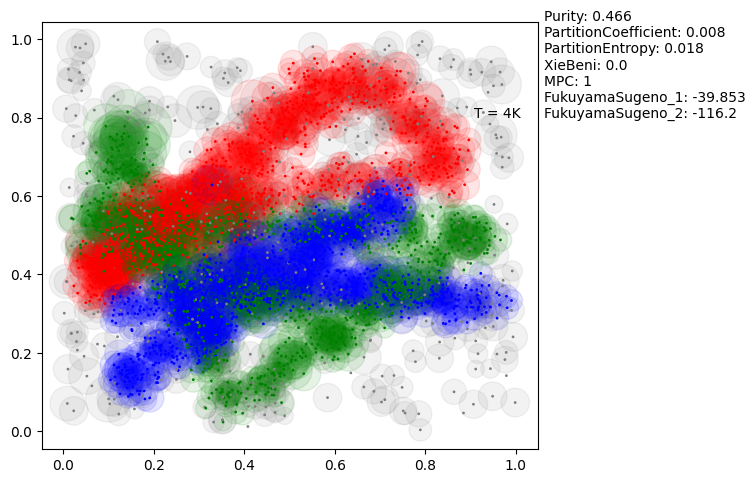 Purity: 0.466
PartitionCoefficient: 0.008
PartitionEntropy: 0.018
XieBeni: 0.0
MPC: 1
FukuyamaSugeno_1: -39.853
FukuyamaSugeno_2: -116.2
T = 4K
1.0
0.8
0.6
0.4
0.2
0.0
0.0 0.2 0.4 0.6 0.8 1.0